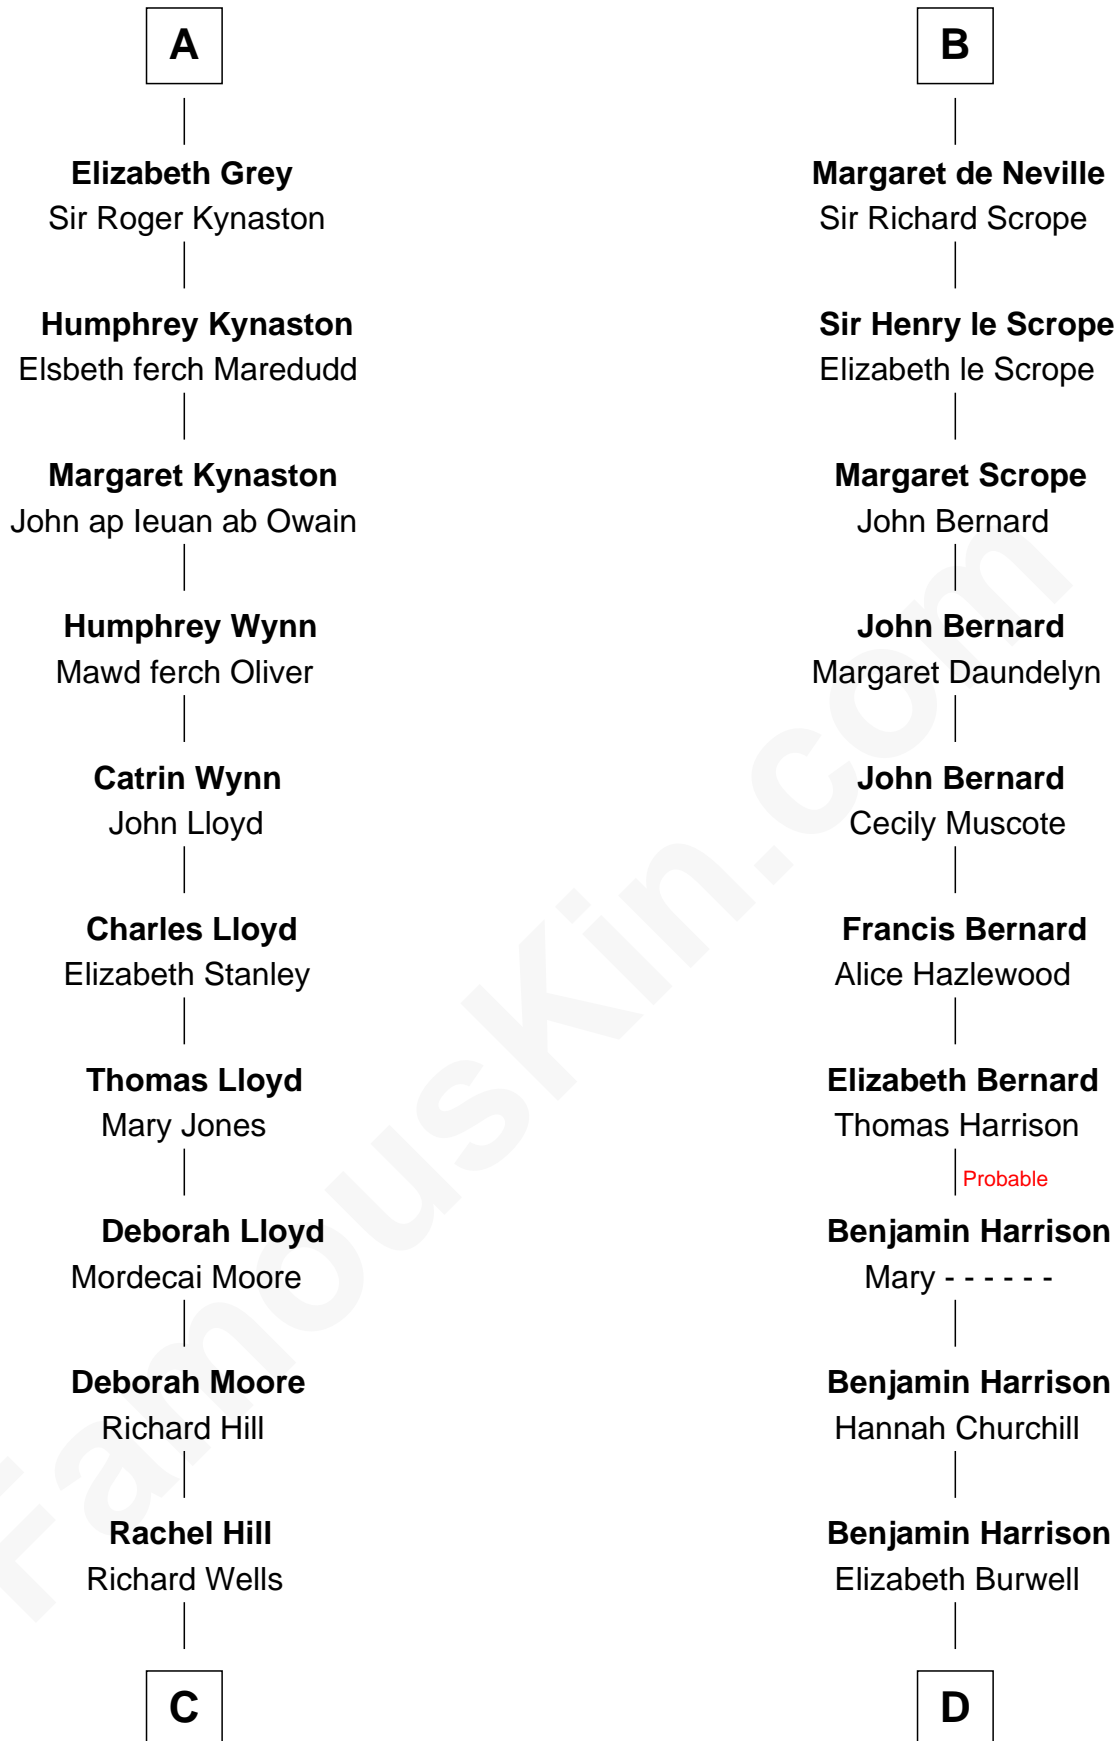 A
Elizabeth Grey
Sir Roger Kynaston
Humphrey Kynaston
Elsbeth ferch Maredudd
Margaret Kynaston
John ap Ieuan ab Owain
Humphrey Wynn
Mawd ferch Oliver
Catrin Wynn
John Lloyd
Charles Lloyd
Elizabeth Stanley
Thomas Lloyd
Mary Jones
Deborah Lloyd
Mordecai Moore
Deborah Moore
Richard Hill
Rachel Hill
Richard Wells
C
B
Margaret de Neville
Sir Richard Scrope
Sir Henry le Scrope
Elizabeth le Scrope
Margaret Scrope
John Bernard
John Bernard
Margaret Daundelyn
John Bernard
Cecily Muscote
Francis Bernard
Alice Hazlewood
Elizabeth Bernard
Thomas Harrison
Probable
Benjamin Harrison
Mary - - - - - -
Benjamin Harrison
Hannah Churchill
Benjamin Harrison
Elizabeth Burwell
D
FamousKin.com